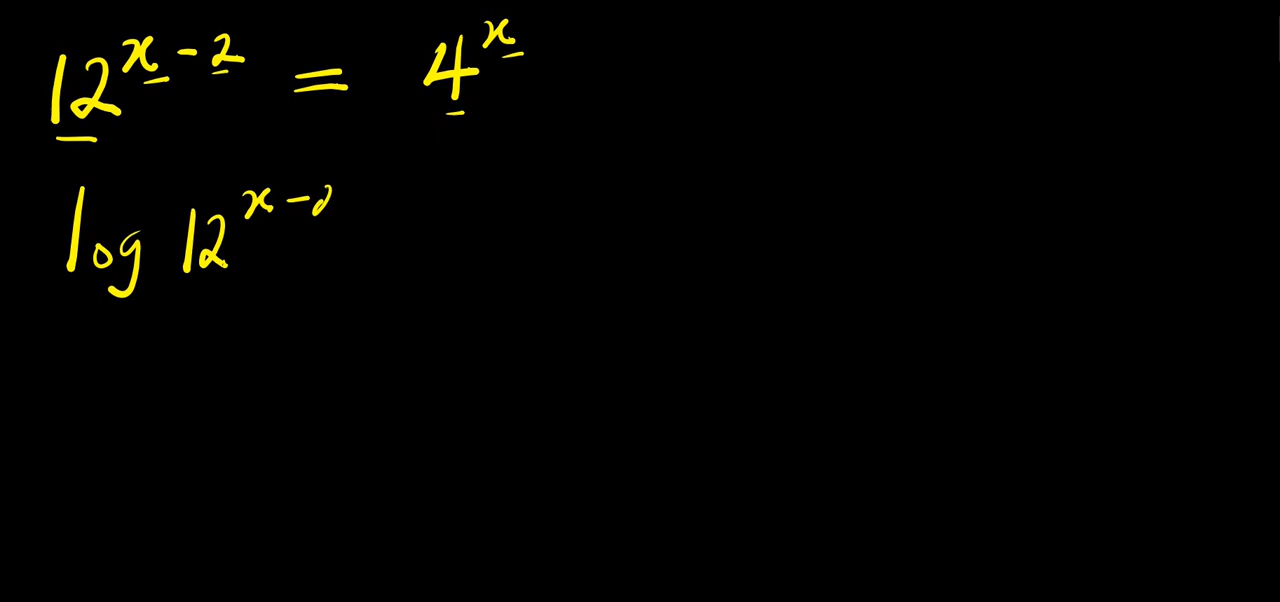 12^{x-2} = 4^x
log 12^{x-